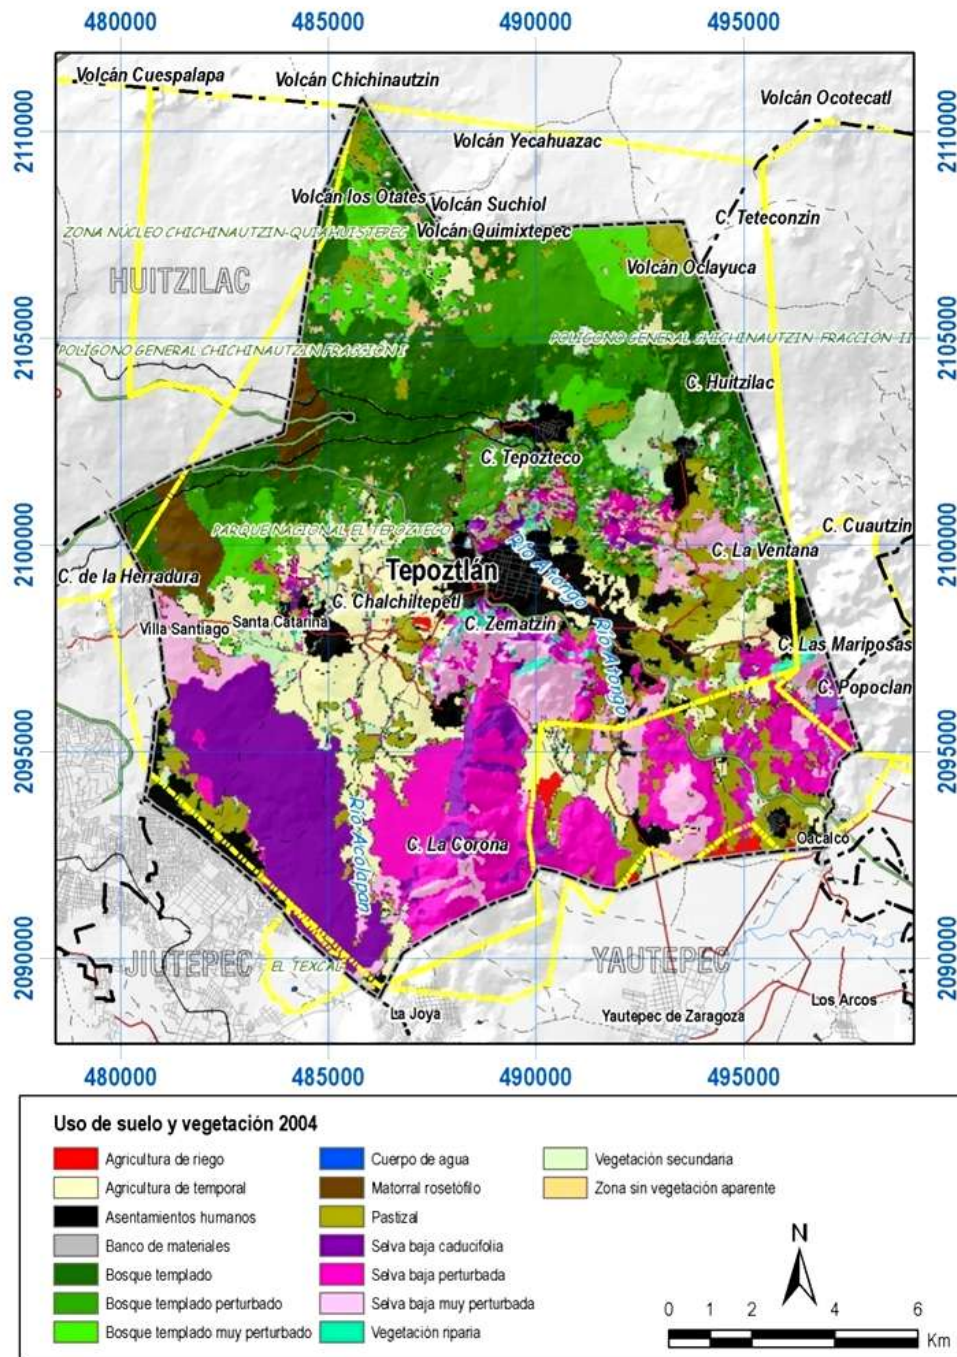 480000 485000 490000 495000
Volcán Cuespalapa
Volcán Chichinautzin
Volcán Ocotecatl
2110000
2110000
Volcán Yecahuazac
Volcán los Otates
Volcán Suchiol
C. Teteconzin
ZONA NÚCLEO CHICHINAUTZIN-QUIAHUISTEPEC
Volcán Quimixtepec
HUITZILAC
Volcán Oclayuca
2105000
2105000
POLÍGONO GENERAL CHICHINAUTZIN FRACCIÓN I
POLÍGONO GENERAL CHICHINAUTZIN FRACCIÓN II
C. Huitzilac
C. Tepozteco
PARQUE NACIONAL EL TEPOZTECO
C. Cuautzin
2100000
2100000
Río Atongo
C. La Ventana
C. de la Herradura
Tepoztlán
C. Chalchiltepetl
Villa Santiago
Santa Catarina
C. Zematzin
Río Atongo
C. Las Mariposas
C. Popoclan
2095000
2095000
Río Acolapan
C. La Corona
Oacalco
2090000
2090000
JIUTEPEC
EL TEXCAL
YAUTEPEC
La Joya
Yautepec de Zaragoza
Los Arcos
480000 485000 490000 495000
Uso de suelo y vegetación 2004
Agricultura de riego
Agricultura de temporal
Asentamientos humanos
Banco de materiales
Bosque templado
Bosque templado perturbado
Bosque templado muy perturbado
Cuerpo de agua
Matorral rosetófilo
Pastizal
Selva baja caducifolia
Selva baja perturbada
Selva baja muy perturbada
Vegetación riparia
Vegetación secundaria
Zona sin vegetación aparente
N
0 1 2 4 6
Km